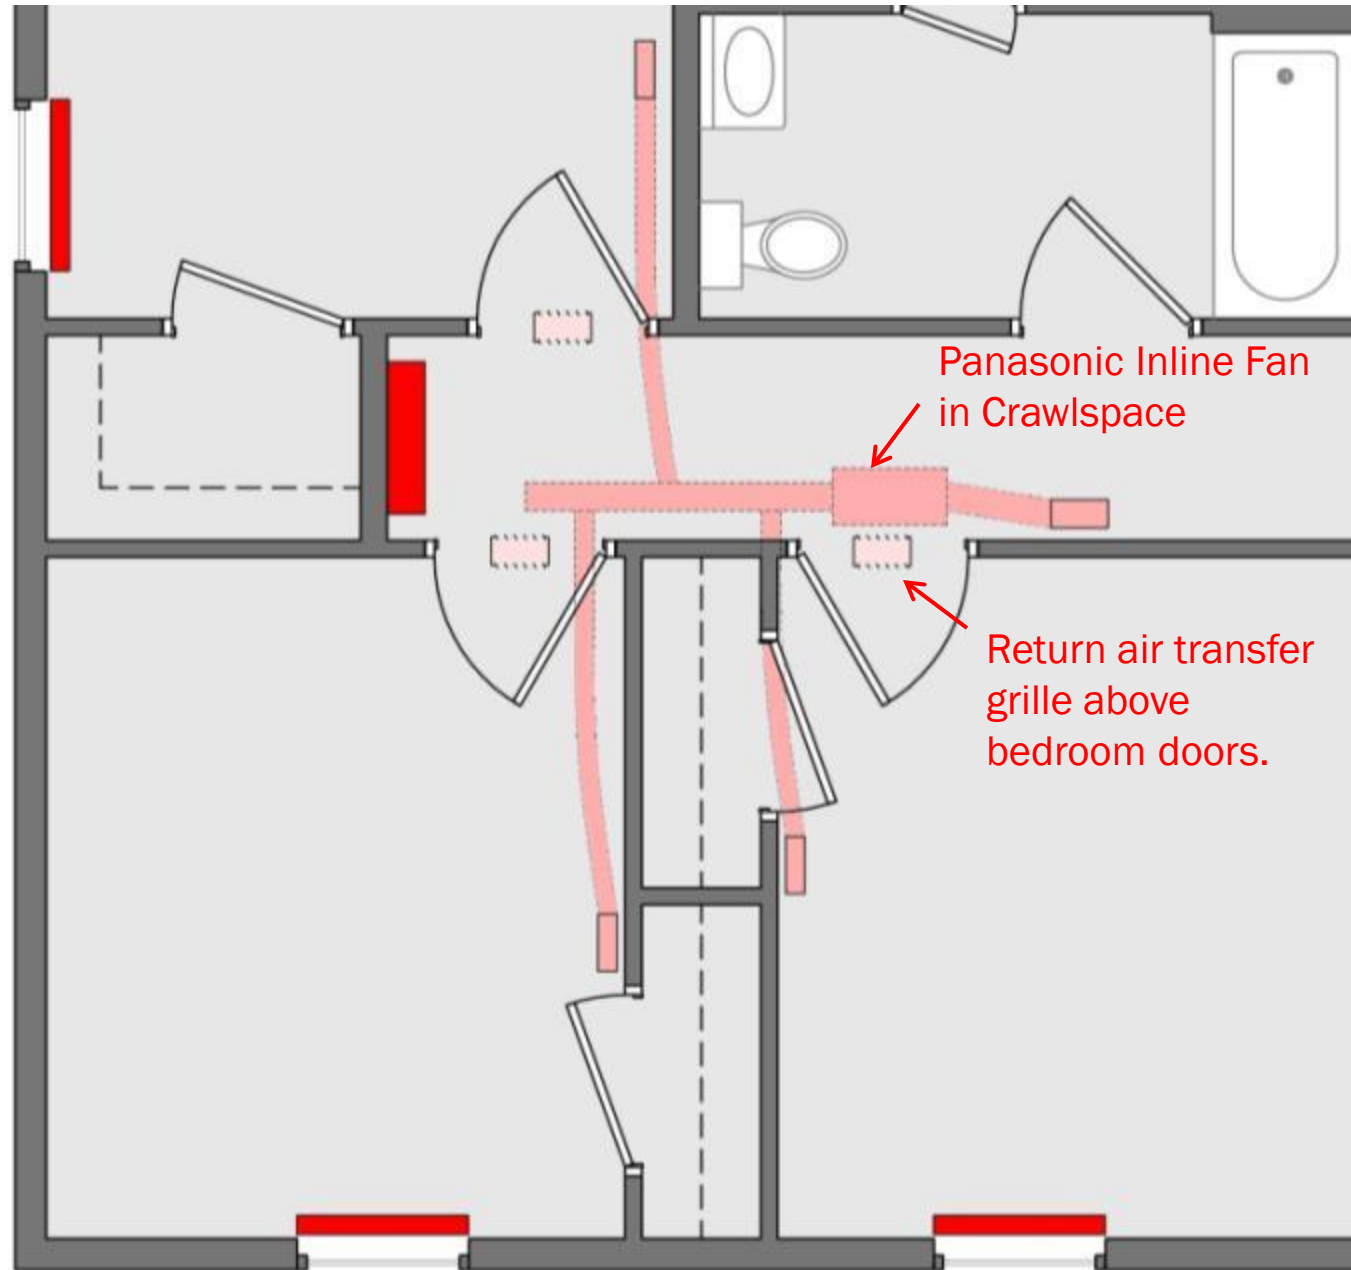 Panasonic Inline Fan
in Crawlspace
Return air transfer
grille above
bedroom doors.